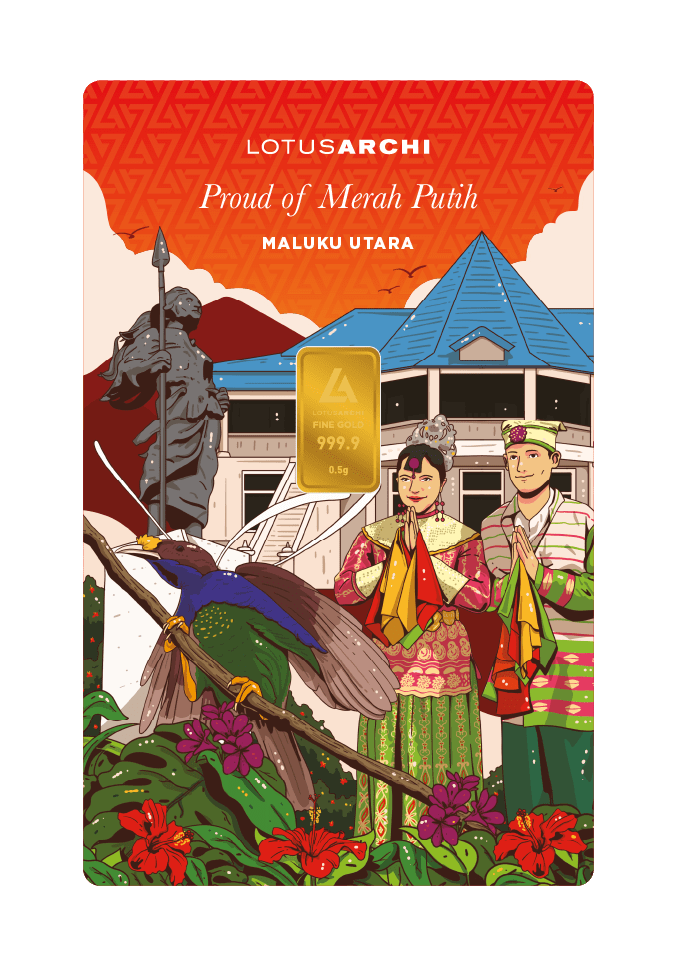 LOTUSARCHI
Proud of Merah Putih
MALUKU UTARA
LOTUSARCHI
FINE GOLD
999.9
0.5g